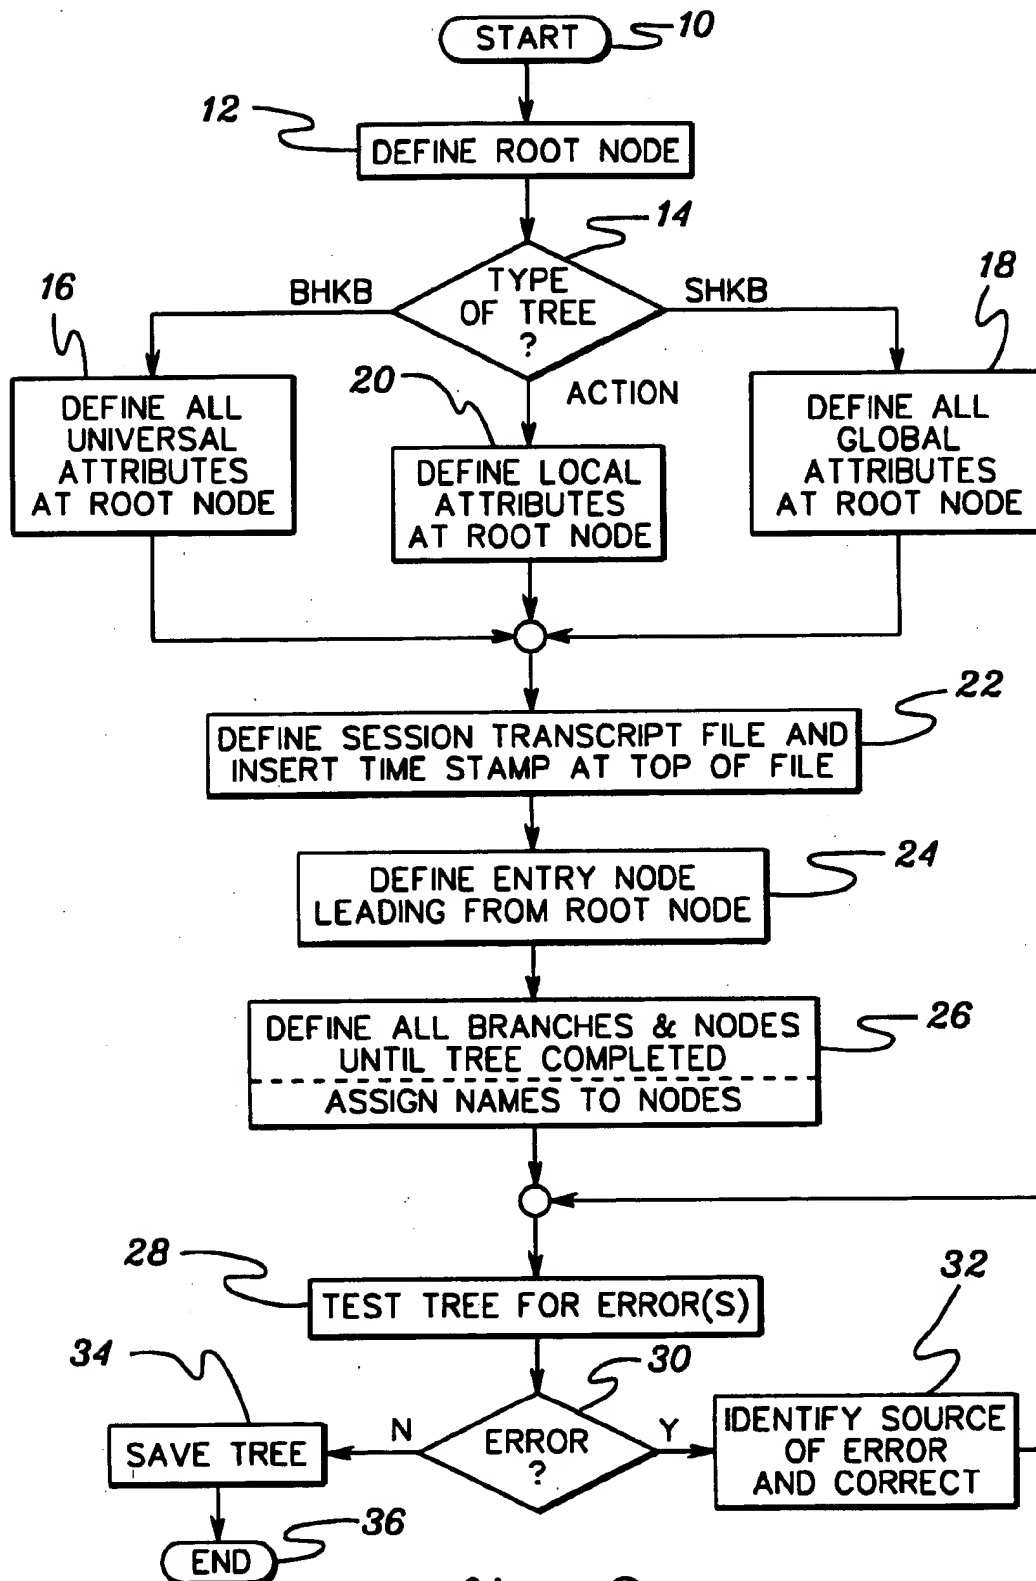 START
10
12
DEFINE ROOT NODE
14
TYPE
OF TREE
?
BHKB
SHKB
ACTION
16
DEFINE ALL
UNIVERSAL
ATTRIBUTES
AT ROOT NODE
20
DEFINE LOCAL
ATTRIBUTES
AT ROOT NODE
18
DEFINE ALL
GLOBAL
ATTRIBUTES
AT ROOT NODE
22
DEFINE SESSION TRANSCRIPT FILE AND
INSERT TIME STAMP AT TOP OF FILE
24
DEFINE ENTRY NODE
LEADING FROM ROOT NODE
26
DEFINE ALL BRANCHES & NODES
UNTIL TREE COMPLETED
ASSIGN NAMES TO NODES
28
TEST TREE FOR ERROR(S)
30
ERROR
?
N
Y
32
IDENTIFY SOURCE
OF ERROR
AND CORRECT
34
SAVE TREE
END
36